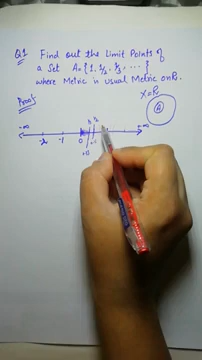 Q1 Find out the Limit Points of
a Set A = {1, 1/2, 1/3, ...}
where Metric is usual Metric on R.
Proof
X=R
A
-∞ -2 -1 0 ∞